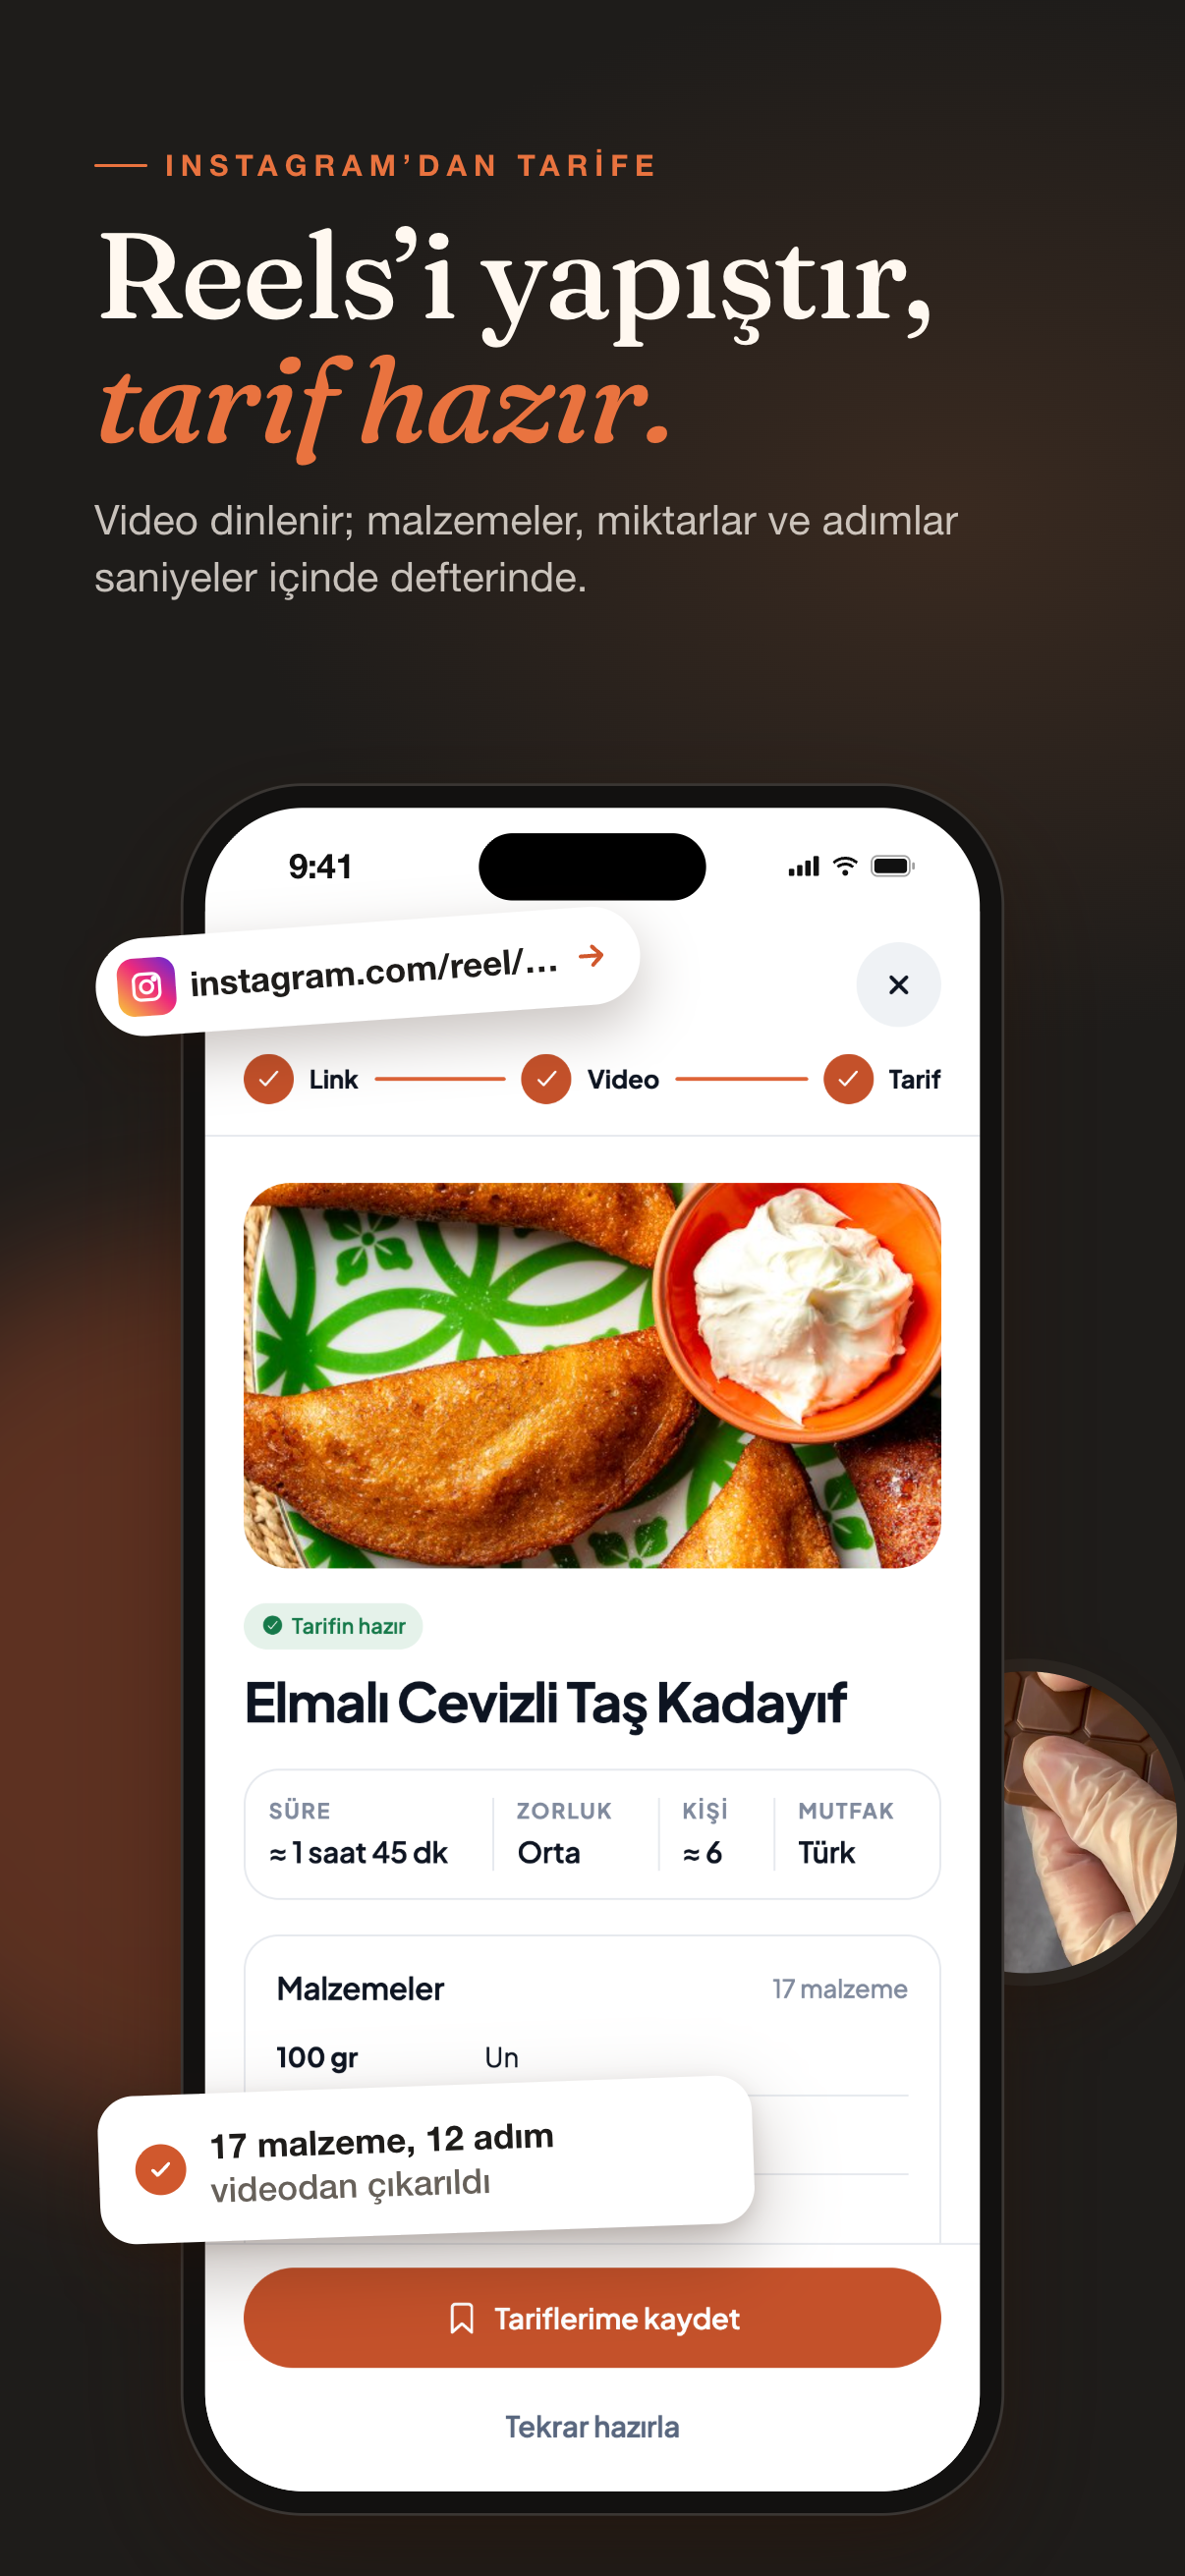 INSTAGRAM’DAN TARİFE
Reels’i yapıştır,
tarif hazır.
Video dinlenir; malzemeler, miktarlar ve adımlar
saniyeler içinde defterinde.
9:41
instagram.com/reel/...
Link
Video
Tarif
Tarifin hazır
Elmalı Cevizli Taş Kadayıf
SÜRE
≈ 1 saat 45 dk
ZORLUK
Orta
KİŞİ
≈ 6
MUTFAK
Türk
Malzemeler
17 malzeme
100 gr
Un
17 malzeme, 12 adım
videodan çıkarıldı
Tariflerime kaydet
Tekrar hazırla